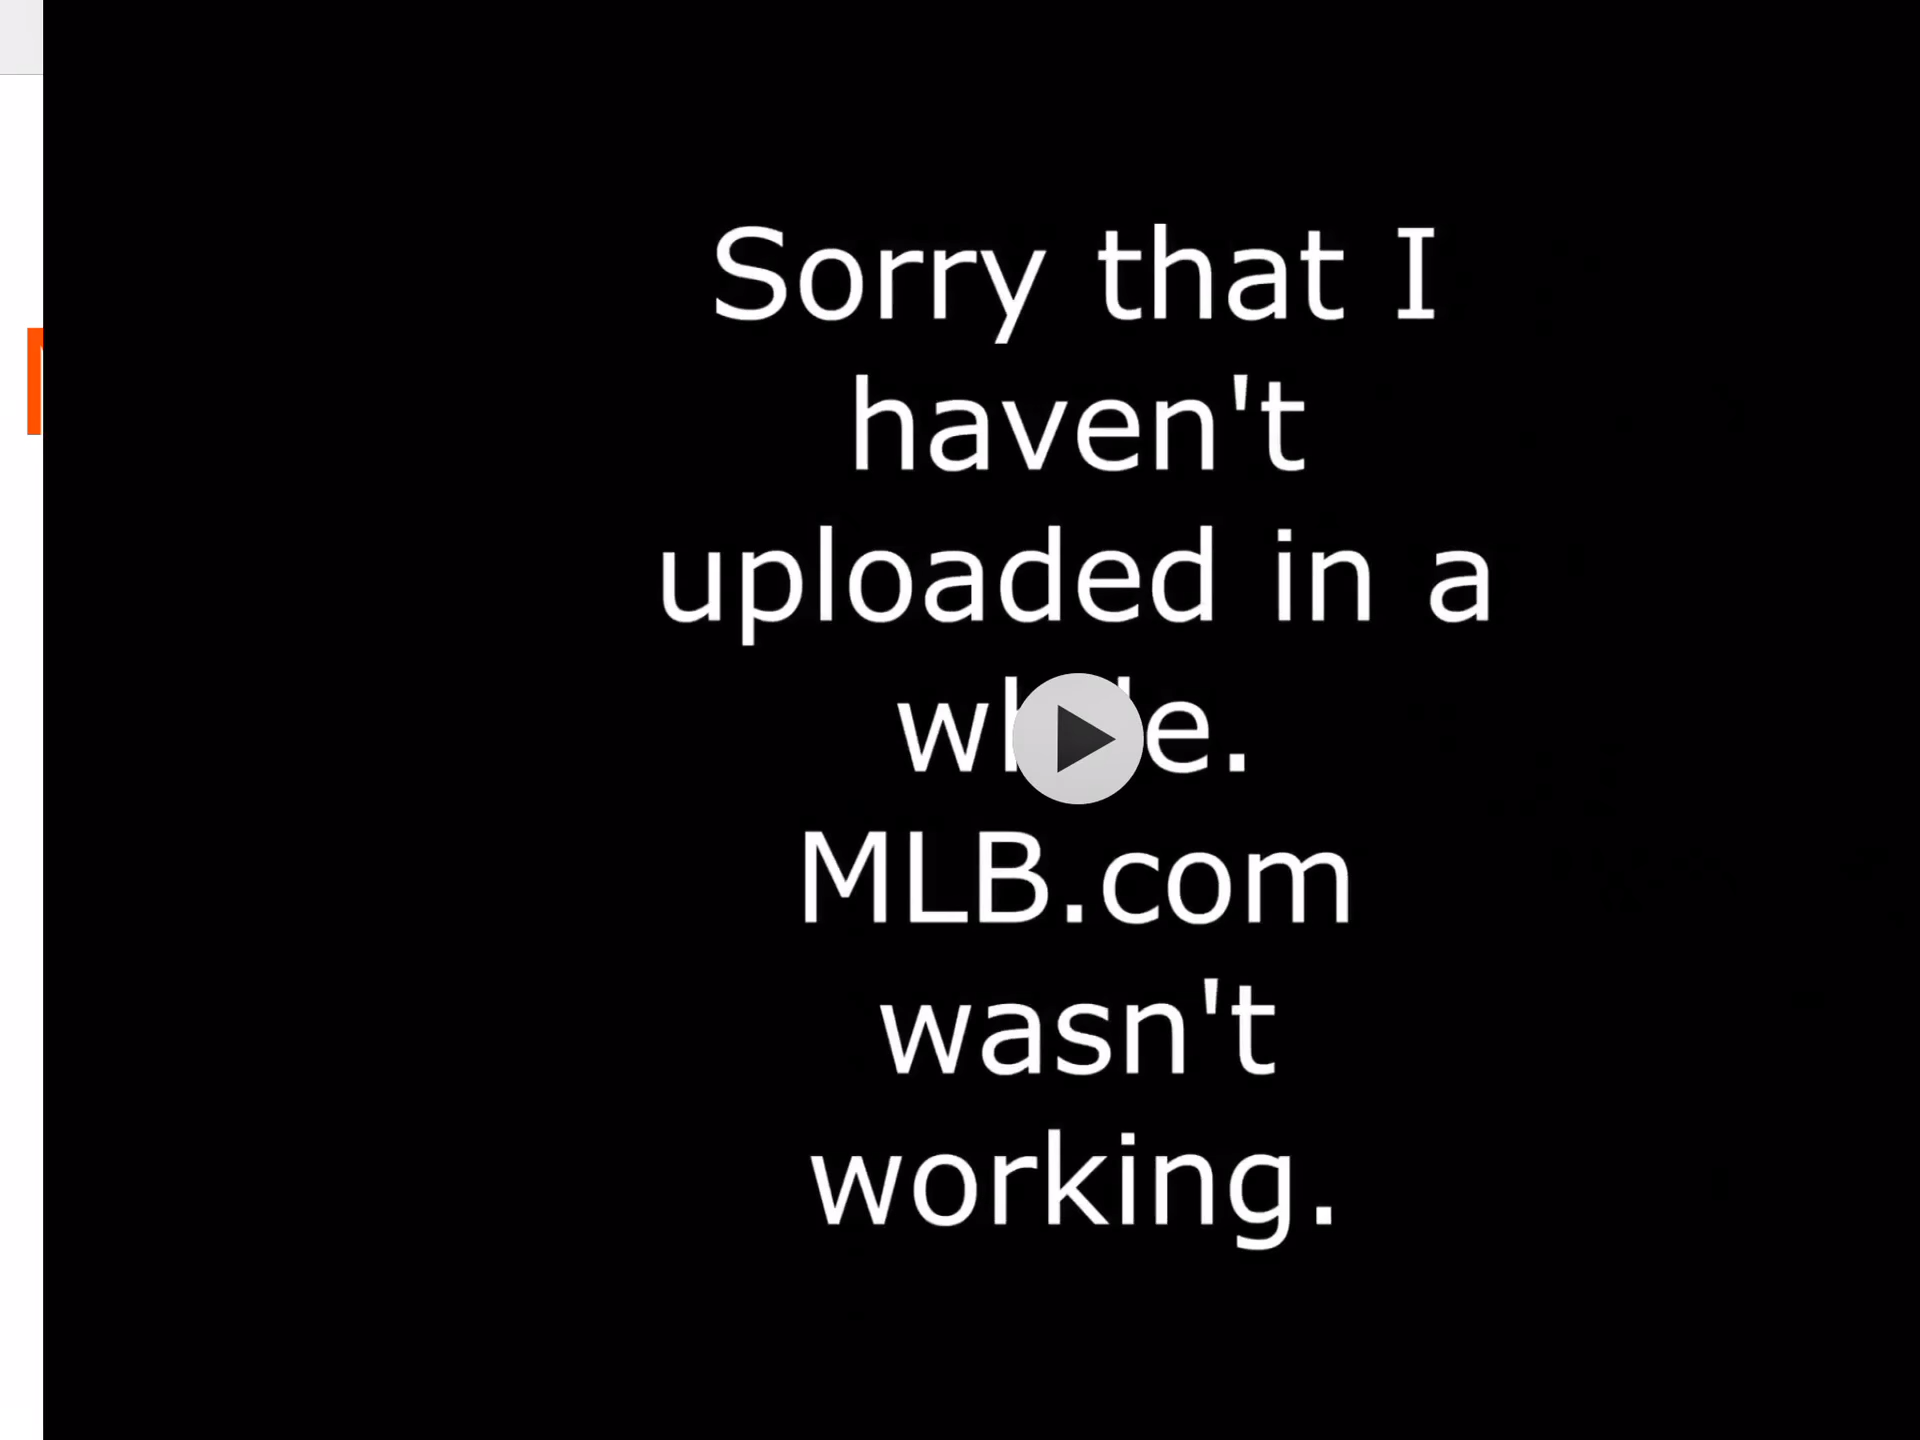 Sorry that I
haven't
uploaded in a
MLB.com
wasn't
working.